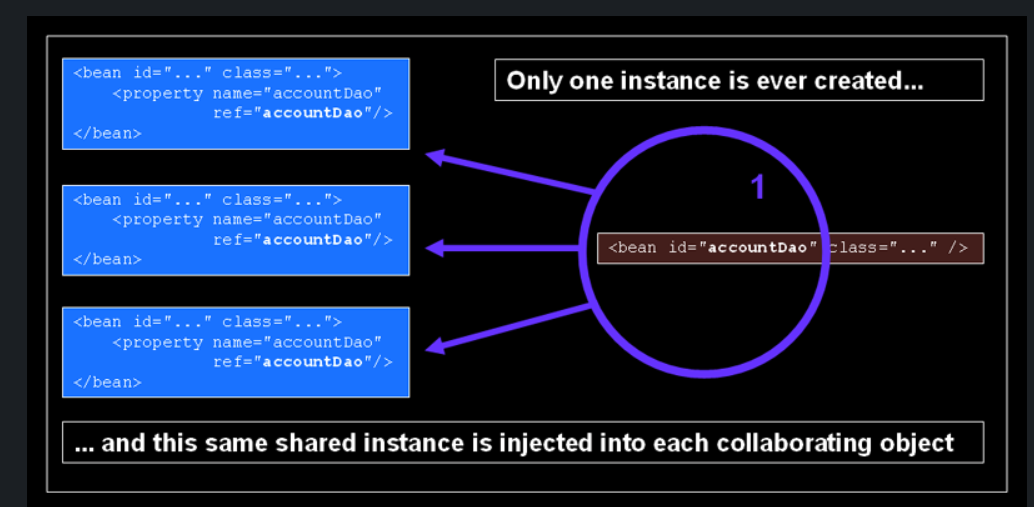 <bean id="..." class="...">
<property name="accountDao"
ref="accountDao"/>
</bean>
Only one instance is ever created...
1
<bean id="..." class="...">
<property name="accountDao"
ref="accountDao"/>
</bean>
<bean id="accountDao" class="..." />
<bean id="..." class="...">
<property name="accountDao"
ref="accountDao"/>
</bean>
... and this same shared instance is injected into each collaborating object